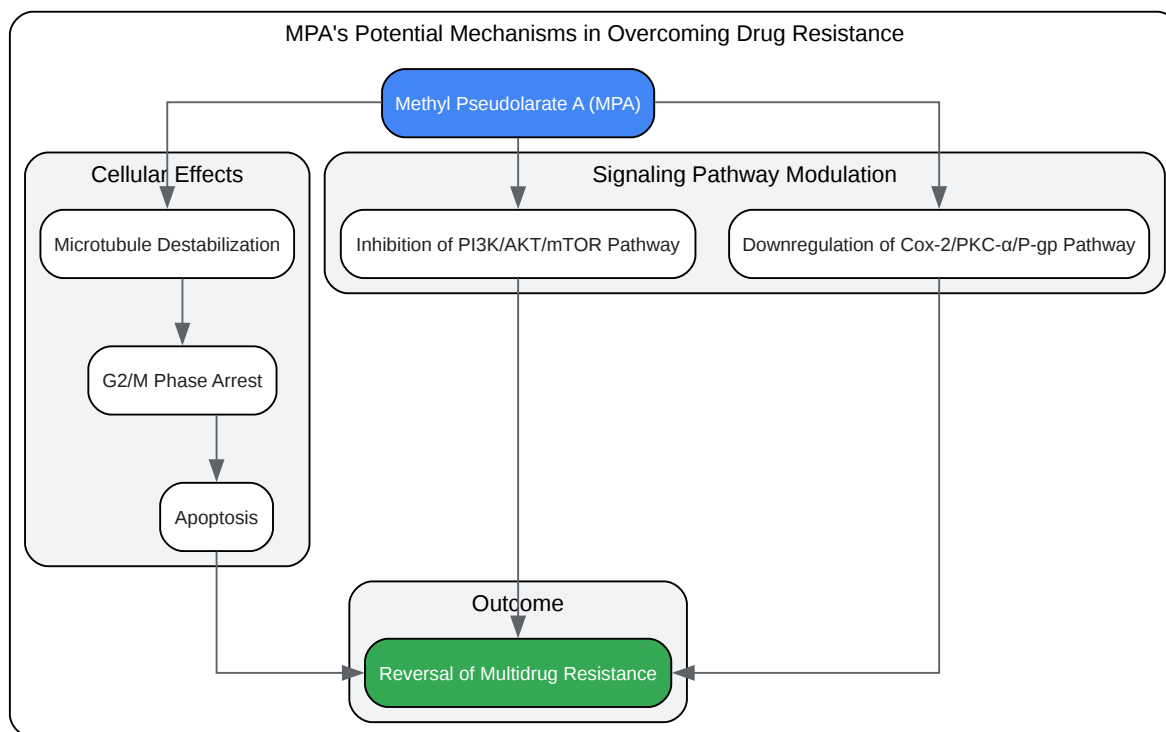 MPA's Potential Mechanisms in Overcoming Drug Resistance
Methyl Pseudolarate A (MPA)
Cellular Effects
Signaling Pathway Modulation
Microtubule Destabilization
Inhibition of PI3K/AKT/mTOR Pathway
Downregulation of Cox-2/PKC-α/P-gp Pathway
G2/M Phase Arrest
Apoptosis
Outcome
Reversal of Multidrug Resistance